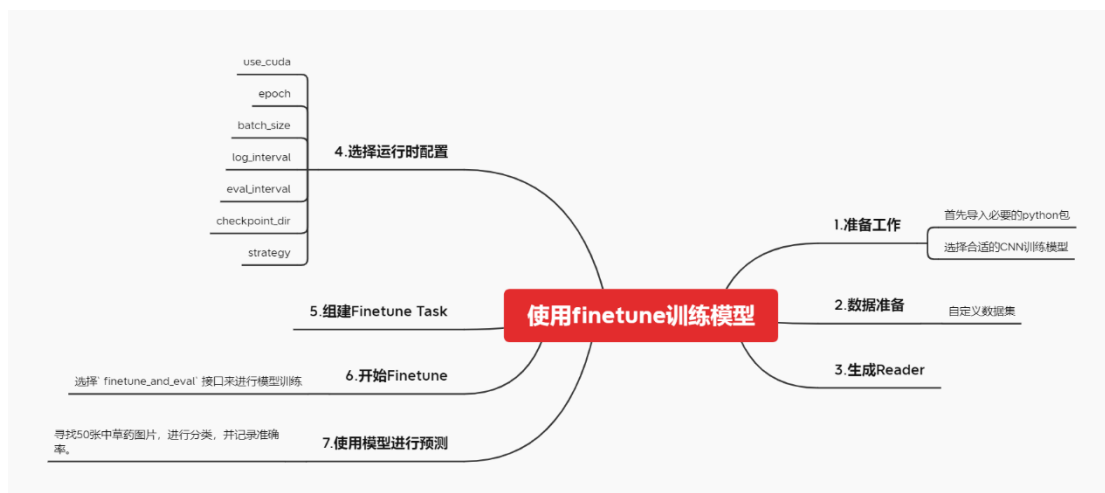 使用finetune训练模型
1.准备工作
首先导入必要的python包
选择合适的CNN训练模型
2.数据准备
自定义数据集
3.生成Reader
4.选择运行时配置
use_cuda
epoch
batch_size
log_interval
eval_interval
checkpoint_dir
strategy
5.组建Finetune Task
6.开始Finetune
选择` finetune_and_eval` 接口来进行模型训练
7.使用模型进行预测
寻找50张中草药图片，进行分类，并记录准确
率。